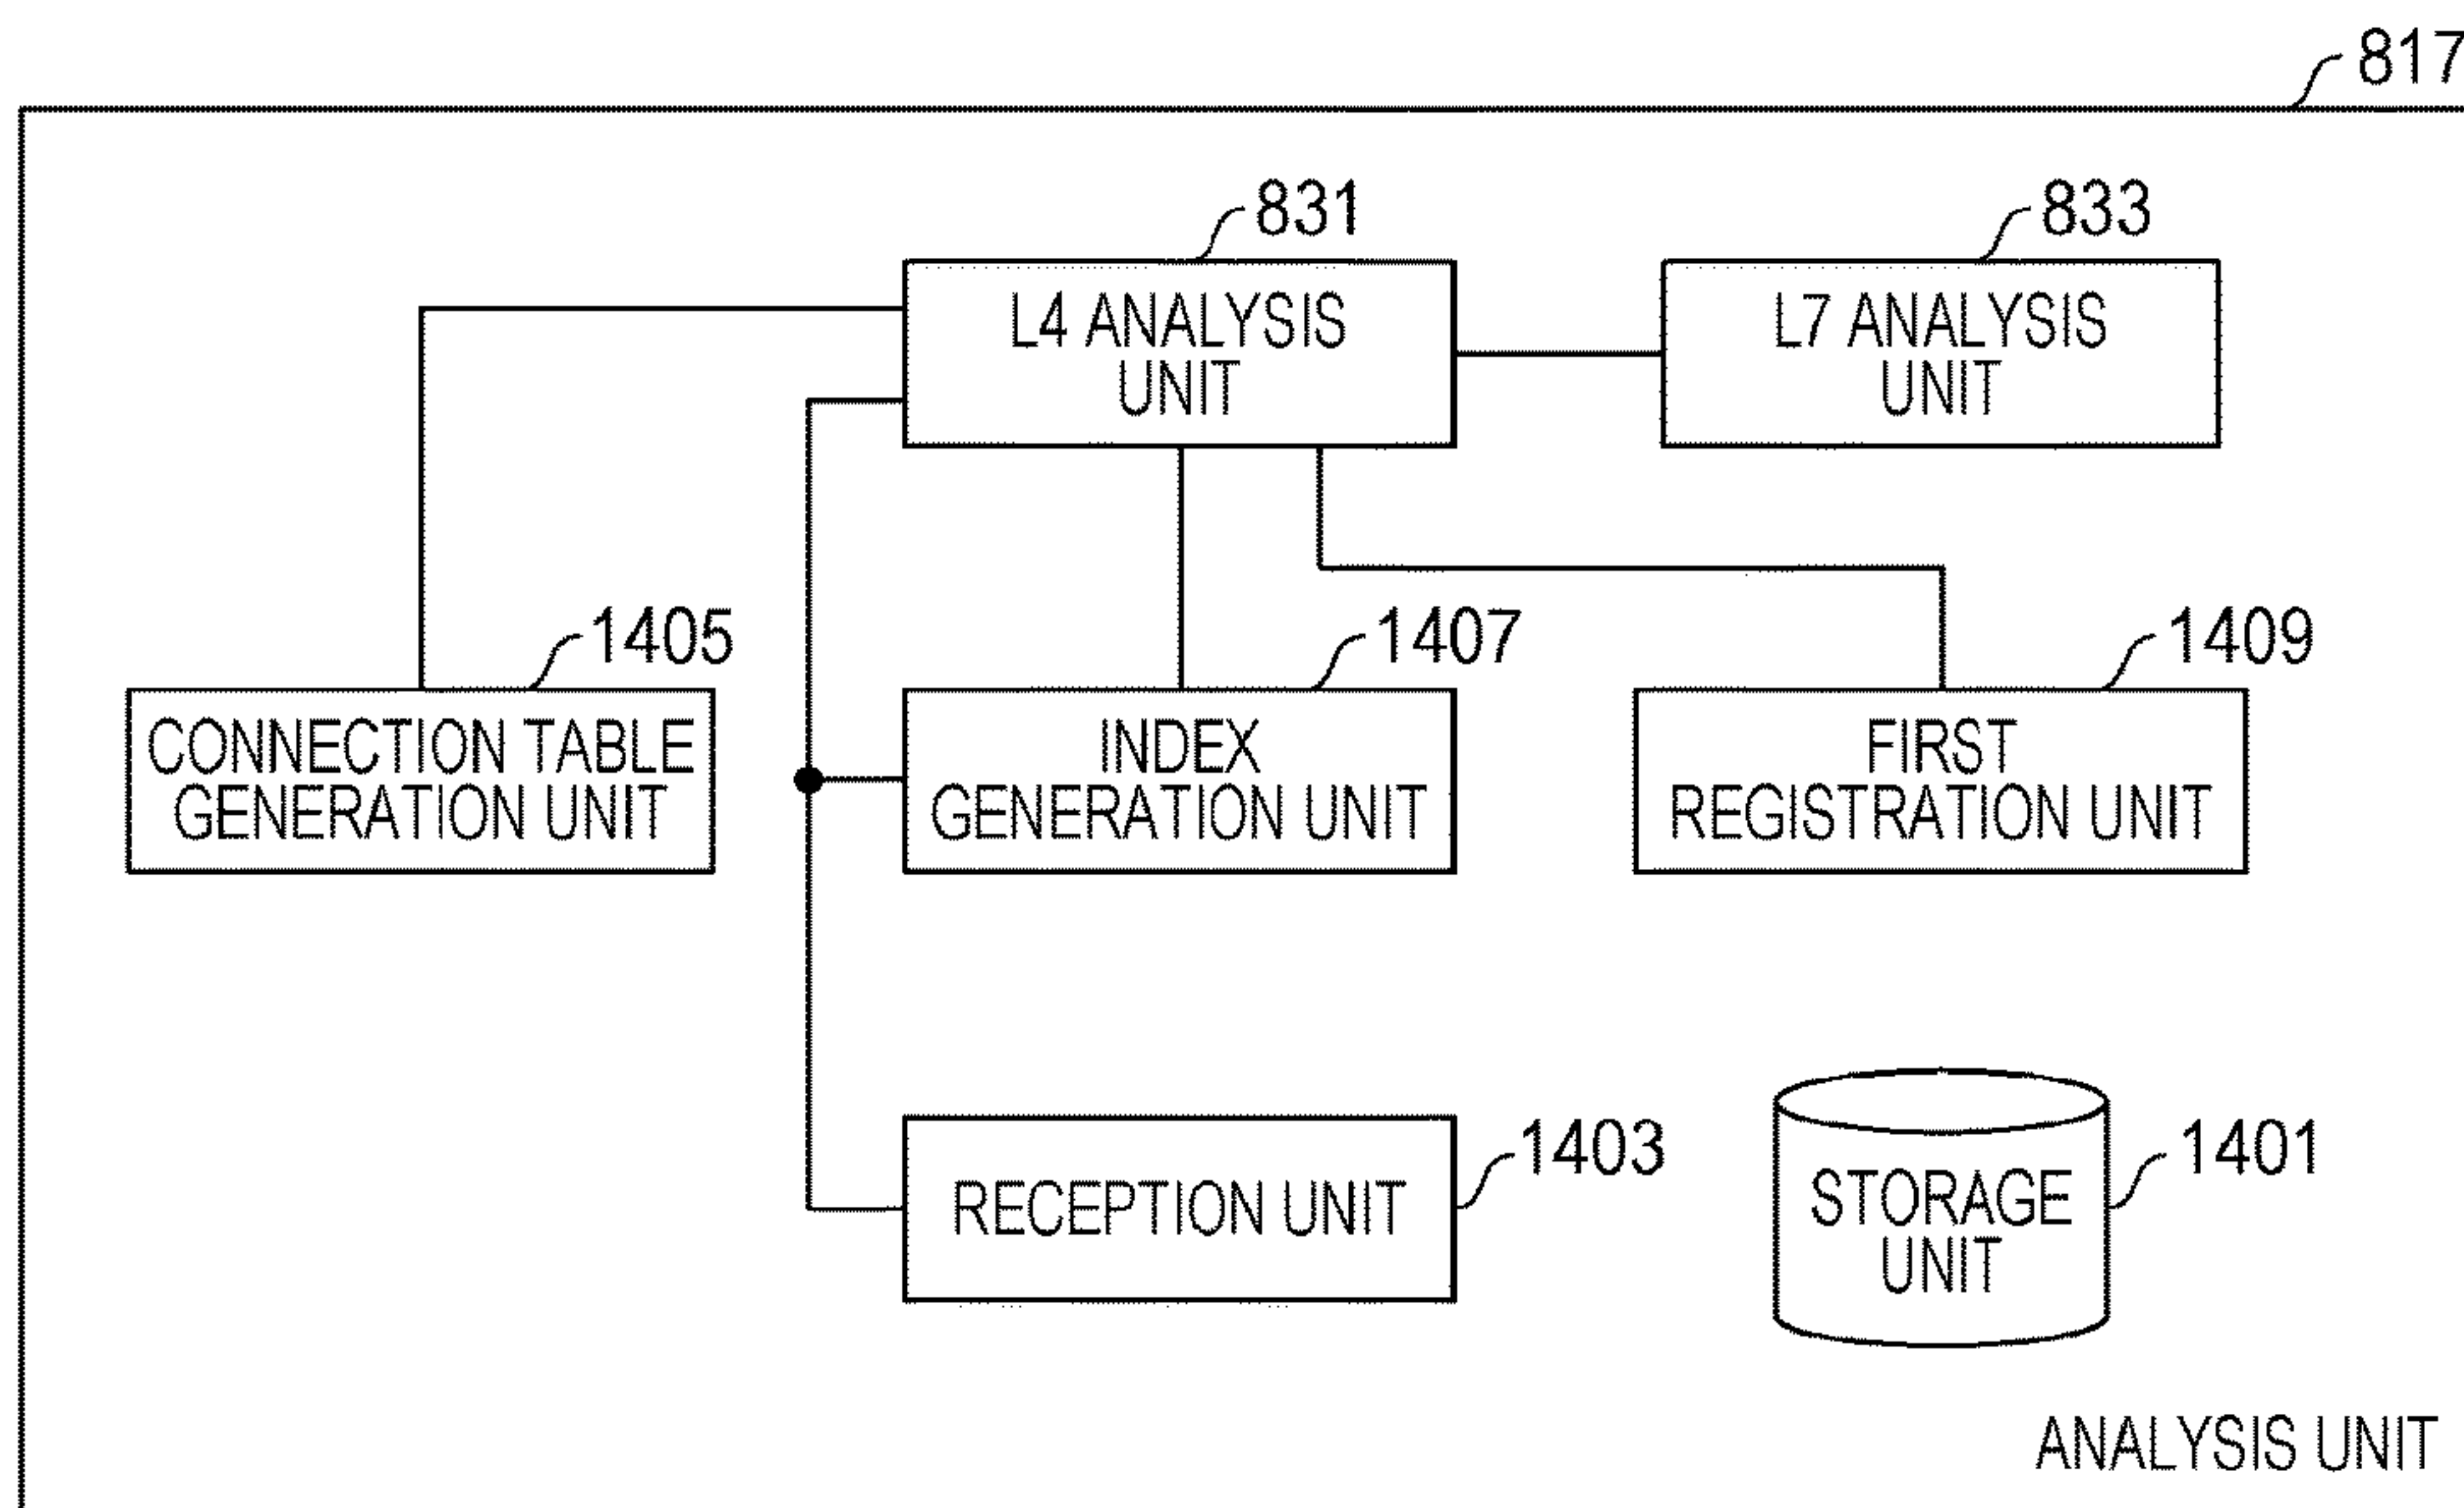 817
831
833
L4 ANALYSIS
UNIT
L7 ANALYSIS
UNIT
1405
1407
1409
CONNECTION TABLE
GENERATION UNIT
INDEX
GENERATION UNIT
FIRST
REGISTRATION UNIT
1403
1401
RECEPTION UNIT
STORAGE
UNIT
ANALYSIS UNIT